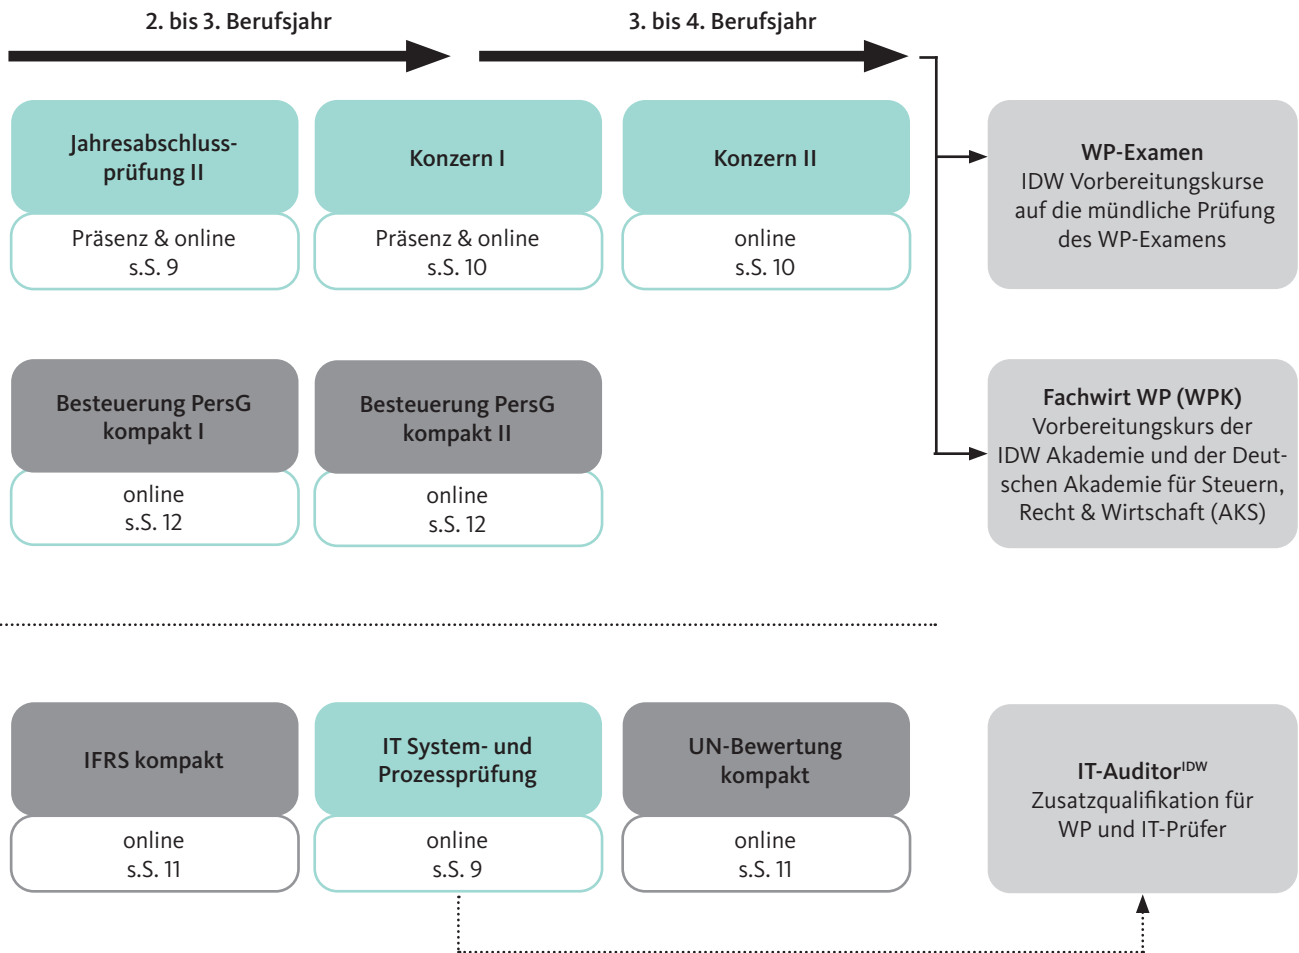 2. bis 3. Berufsjahr
3. bis 4. Berufsjahr
Jahresabschluss-
prüfung II
Präsenz & online
s.S. 9
Konzern I
Präsenz & online
s.S. 10
Konzern II
online
s.S. 10
WP-Examen
IDW Vorbereitungskurse
auf die mündliche Prüfung
des WP-Examens
Besteuerung PersG
kompakt I
online
s.S. 12
Besteuerung PersG
kompakt II
online
s.S. 12
Fachwirt WP (WPK)
Vorbereitungskurs der
IDW Akademie und der Deut-
schen Akademie für Steuern,
Recht & Wirtschaft (AKS)
IFRS kompakt
online
s.S. 11
IT System- und
Prozessprüfung
online
s.S. 9
UN-Bewertung
kompakt
online
s.S. 11
IT-AuditorIDW
Zusatzqualifikation für
WP und IT-Prüfer